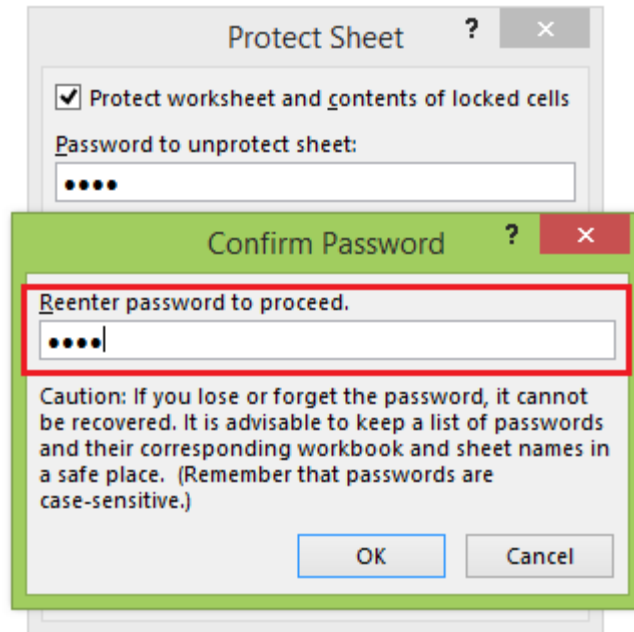 Protect Sheet ? ×
Protect worksheet and contents of locked cells
Password to unprotect sheet:
••••
Confirm Password ? ×
Reenter password to proceed.
••••
Caution: If you lose or forget the password, it cannot
be recovered. It is advisable to keep a list of passwords
and their corresponding workbook and sheet names in
a safe place.  (Remember that passwords are
case-sensitive.)
OK Cancel